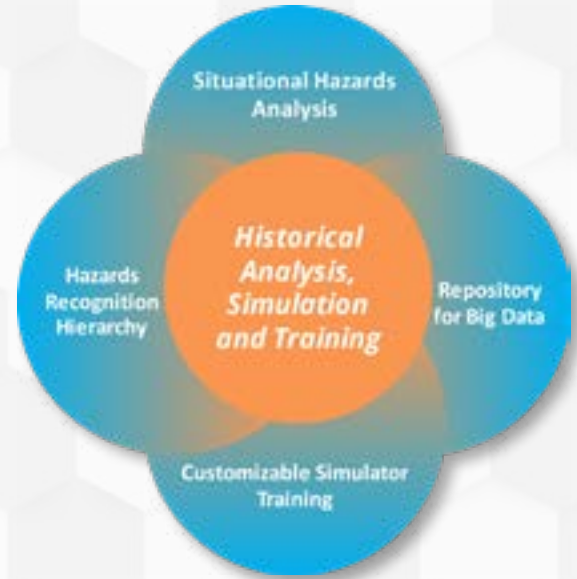 Situational Hazards
Analysis
Historical
Analysis,
Simulation
and Training
Hazards
Recognition
Hierarchy
Repository
for Big Data
Customizable Simulator
Training